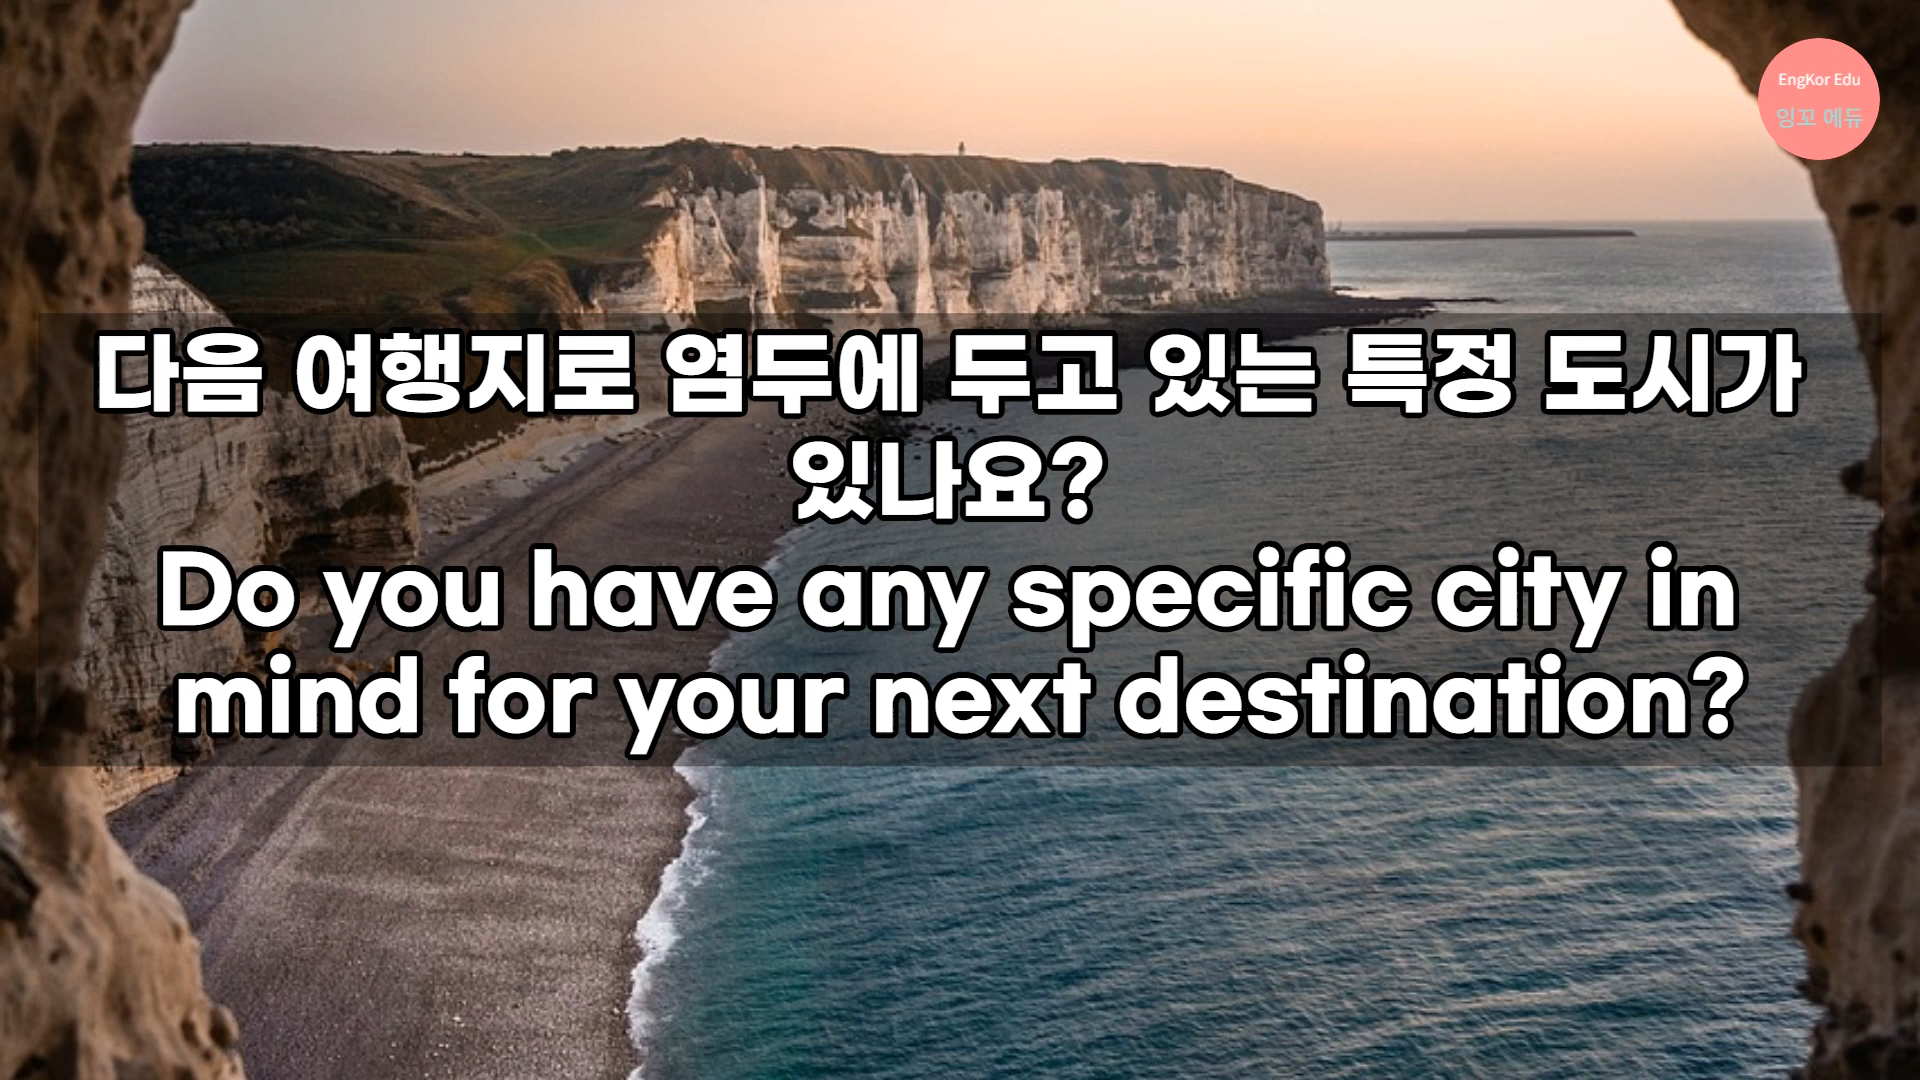 EngKor Edu
잉꼬 에듀
다음 여행지로 염두에 두고 있는 특정 도시가
있나요?
Do you have any specific city in
mind for your next destination?